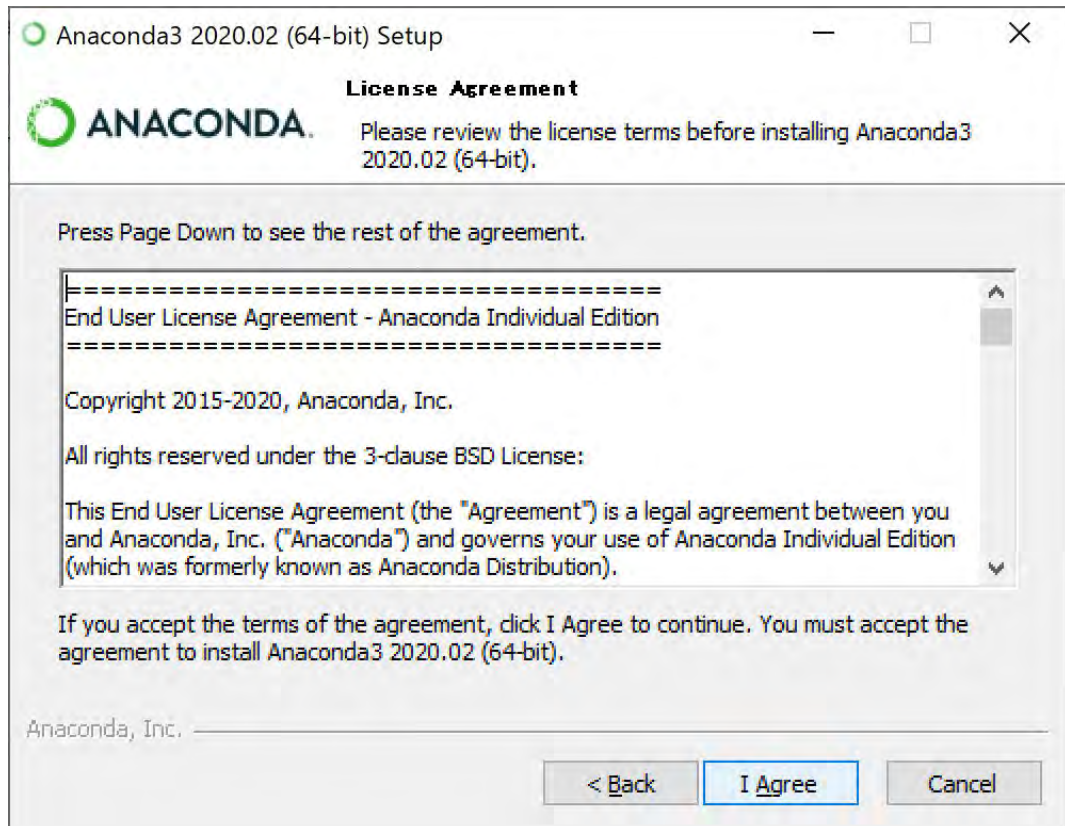 Anaconda3 2020.02 (64-bit) Setup
License Agreement
ANACONDA.
Please review the license terms before installing Anaconda3
2020.02 (64-bit).
Press Page Down to see the rest of the agreement.
===================================
End User License Agreement - Anaconda Individual Edition
===================================
Copyright 2015-2020, Anaconda, Inc.
All rights reserved under the 3-clause BSD License:
This End User License Agreement (the "Agreement") is a legal agreement between you
and Anaconda, Inc. ("Anaconda") and governs your use of Anaconda Individual Edition
(which was formerly known as Anaconda Distribution).
If you accept the terms of the agreement, click I Agree to continue. You must accept the
agreement to install Anaconda3 2020.02 (64-bit).
Anaconda, Inc.
< Back
I Agree
Cancel